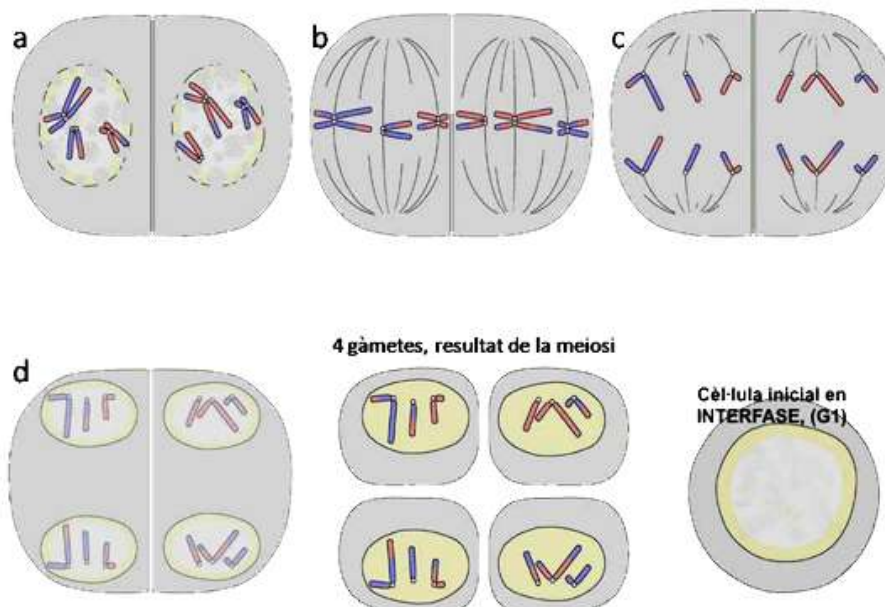 a
b
c
d
4 gàmetes, resultat de la meiosi
Cèl·lula inicial en
INTERFASE, (G1)